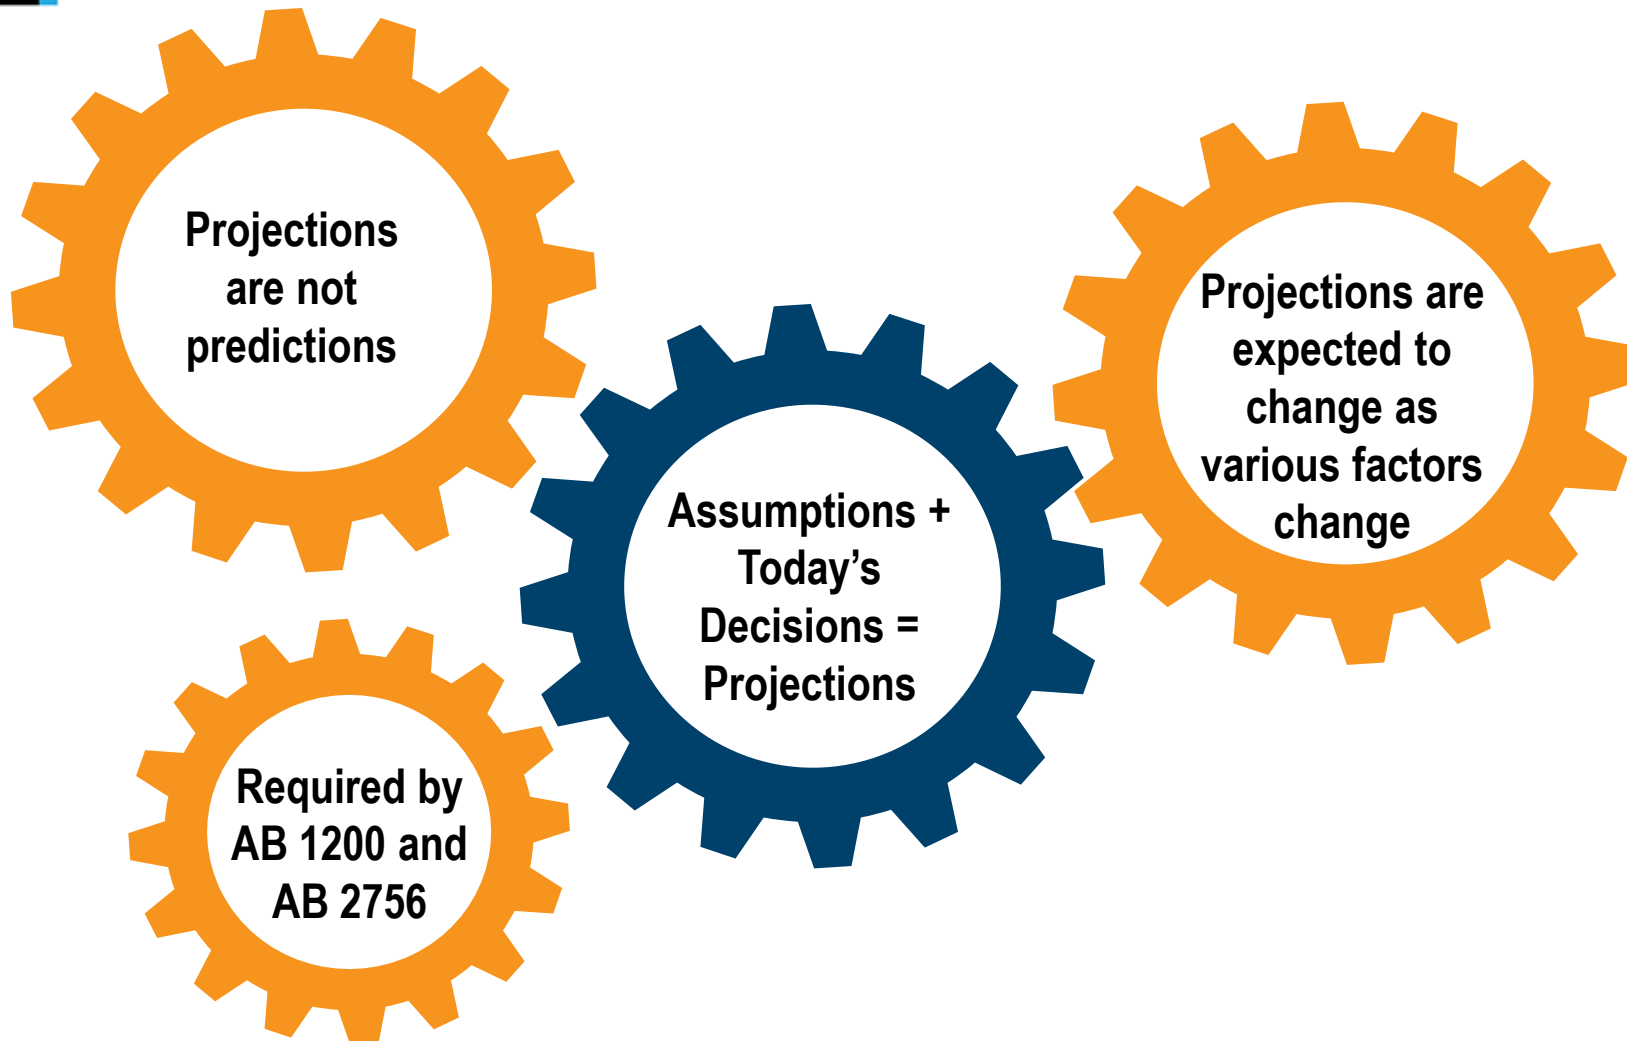 Projections
are not
predictions
Projections are
expected to
change as
various factors
change
Assumptions +
Today’s
Decisions =
Projections
Required by
AB 1200 and
AB 2756